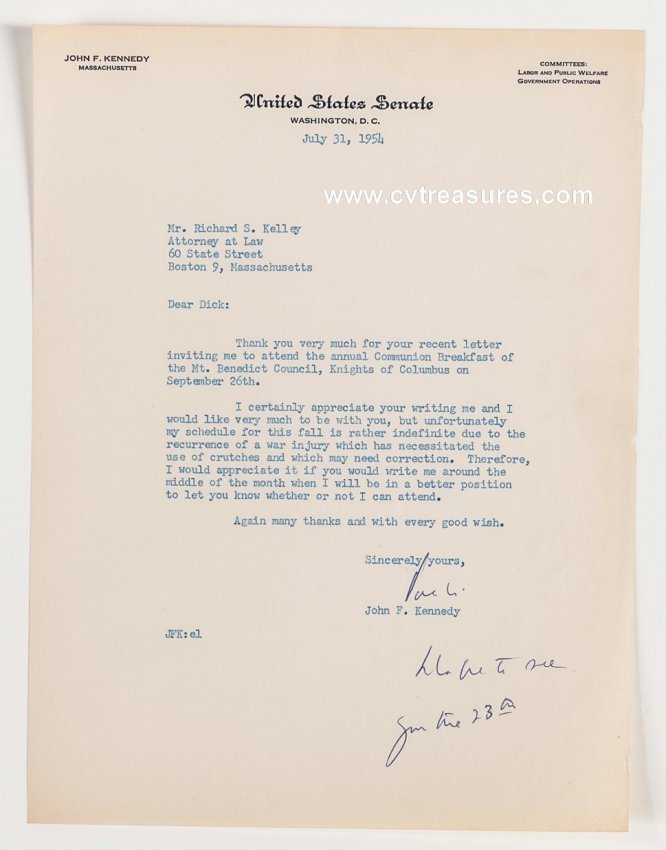 JOHN F. KENNEDY
MASSACHUSETTS
COMMITTEES:
LABOR AND PUBLIC WELFARE
GOVERNMENT OPERATIONS
United States Senate
WASHINGTON, D. C.
July 31, 1954
www.cvtreasures.com
Mr. Richard S. Kelley
Attorney at Law
60 State Street
Boston 9, Massachusetts
Dear Dick:
Thank you very much for your recent letter
inviting me to attend the annual Communion Breakfast of
the Mt. Benedict Council, Knights of Columbus on
September 26th.
I certainly appreciate your writing me and I
would like very much to be with you, but unfortunately
my schedule for this fall is rather indefinite due to the
recurrence of a war injury which has necessitated the
use of crutches and which may need correction. Therefore,
I would appreciate it if you would write me around the
middle of the month when I will be in a better position
to let you know whether or not I can attend.
Again many thanks and with every good wish.
Sincerely yours,
John F. Kennedy
JFK:el
to see
the 23rd